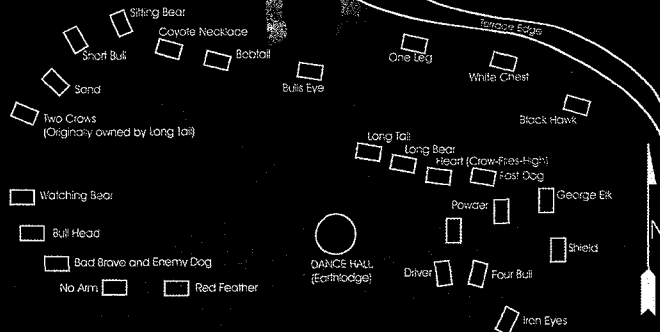 Sitting Bear
Terrace Edge
Coyote Necklace
Short Bull
Bobtail
One Leg
White Chest
Bulls Eye
Sand
Black Hawk
Two Crows
(Originally owned by Long Tail)
Long Tail
Long Bear
Heart (Crow-Flies-High)
Fast Dog
Watching Bear
George Elk
Powder
Bull Head
Shield
Bad Brave and Enemy Dog
DANCE HALL
(Earthlodge)
Driver
Four Bull
No Arm
Red Feather
Iron Eyes
N